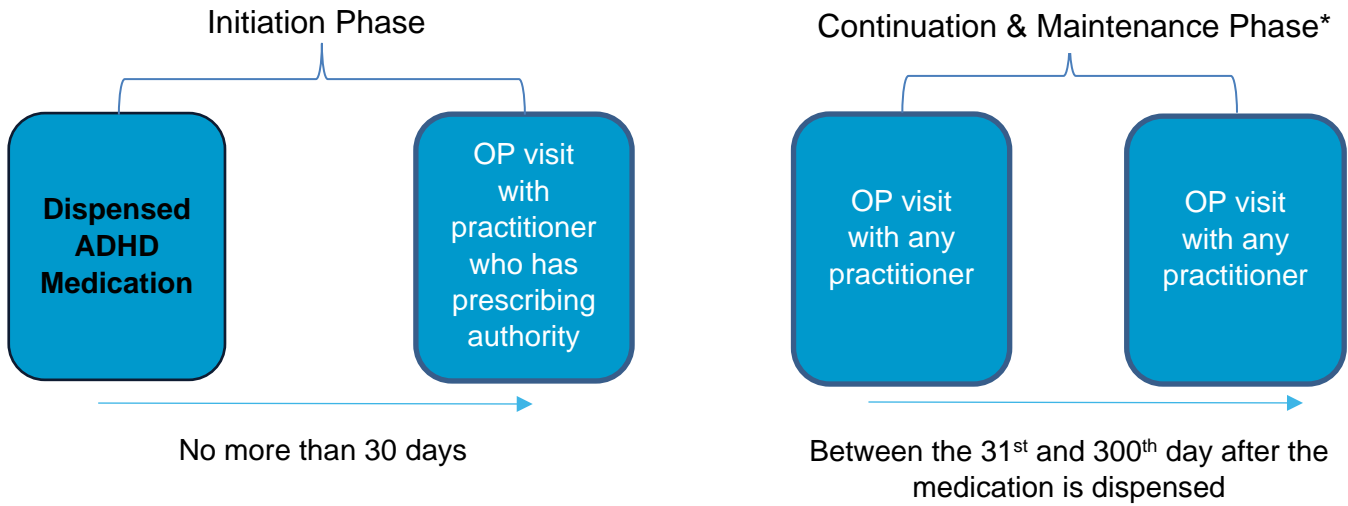 Initiation Phase
Dispensed
ADHD
Medication
OP visit
with
practitioner
who has
prescribing
authority
No more than 30 days
Continuation & Maintenance Phase*
OP visit
with any
practitioner
OP visit
with any
practitioner
Between the 31st and 300th day after the
medication is dispensed